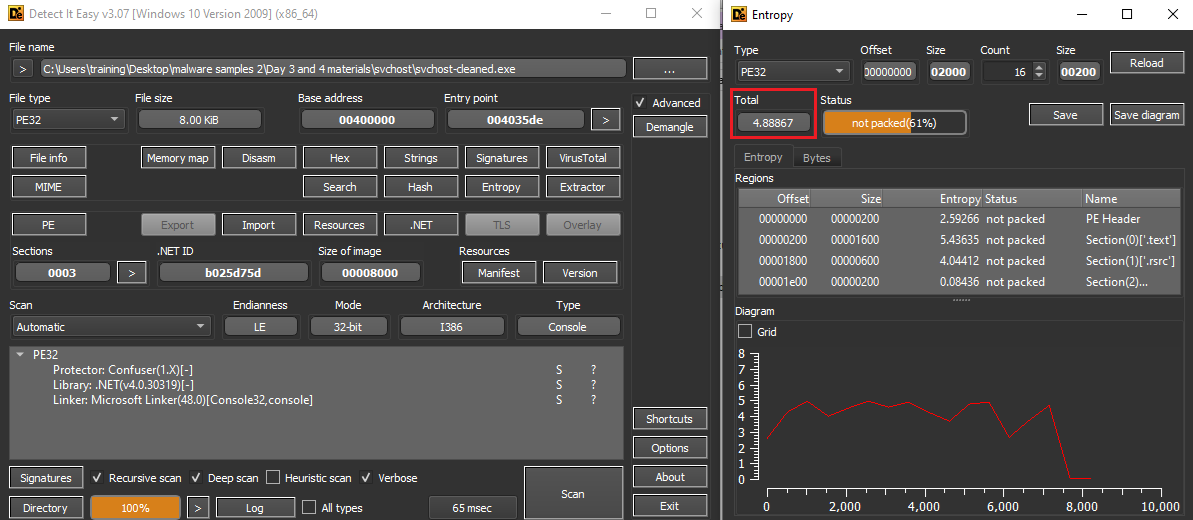 Detect It Easy v3.07 [Windows 10 Version 2009] (x86_64)
File name
> C:\Users\training\Desktop\malware samples 2\Day 3 and 4 materials\svchost\svchost-cleaned.exe ...
File type File size Base address Entry point
PE32 8.00 KiB 00400000 004035de >
Advanced
Demangle
File info Memory map Disasm Hex Strings Signatures VirusTotal
MIME Search Hash Entropy Extractor
PE Export Import Resources .NET TLS Overlay
Sections .NET ID Size of image Resources
0003 > b025d75d 00008000 Manifest Version
Scan Endianness Mode Architecture Type
Automatic LE 32-bit I386 Console
PE32
Protector: Confuser(1.X)[-] S ?
Library: .NET(v4.0.30319)[-] S ?
Linker: Microsoft Linker(48.0)[Console32,console] S ?
Shortcuts
Options
About
Exit
Signatures Recursive scan Deep scan Heuristic scan Verbose Scan
Directory 100% > Log All types 65 msec
Entropy
Type Offset Size Count Size
PE32 00000000 02000 16 00200 Reload
Total Status
4.88867 not packed(61%) Save Save diagram
Entropy Bytes
Regions
Offset Size Entropy Status Name
00000000 00000200 2.59266 not packed PE Header
00000200 00001600 5.43635 not packed Section(0)['.text']
00001800 00000600 4.04412 not packed Section(1)['.rsrc']
00001e00 00000200 0.08436 not packed Section(2)...
Diagram
Grid
8
7
6
5
4
3
2
1
0
0 2,000 4,000 6,000 8,000 10,000